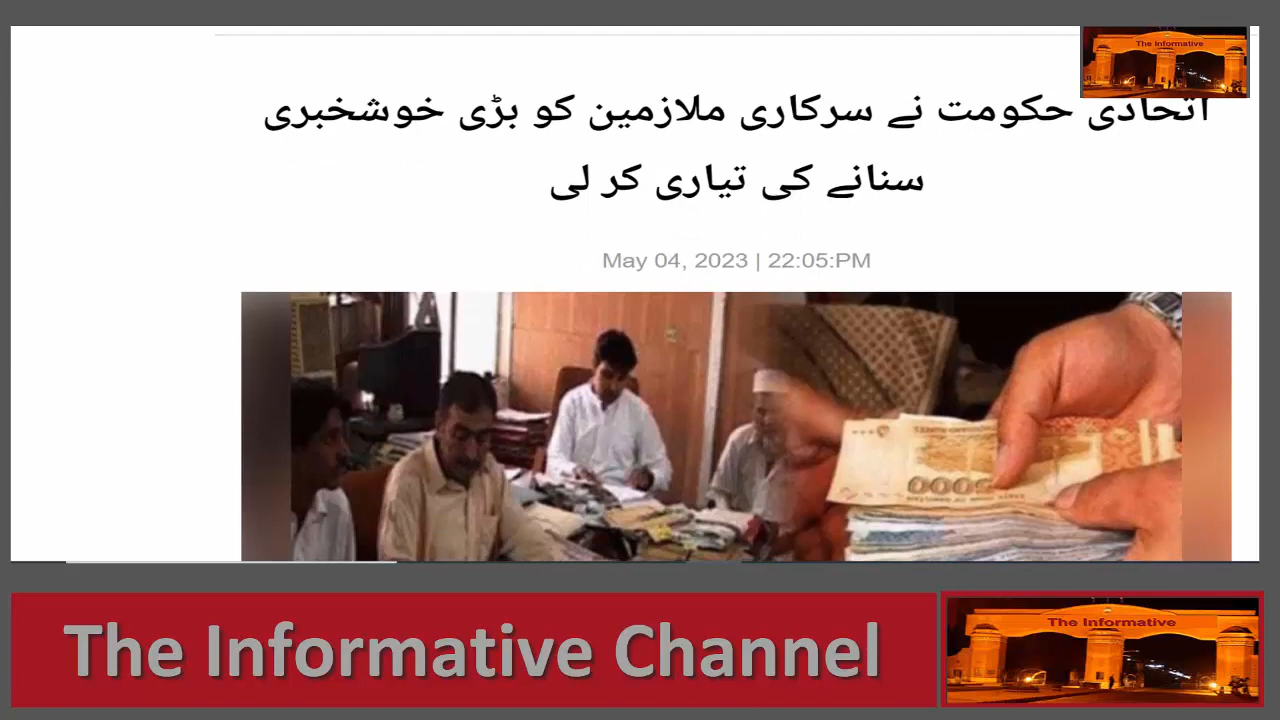 The Informative
اتحادی حکومت نے سرکاری ملازمین کو بڑی خوشخبری
سنانے کی تیاری کر لی
May 04, 2023 | 22:05:PM
5000
The Informative Channel
The Informative